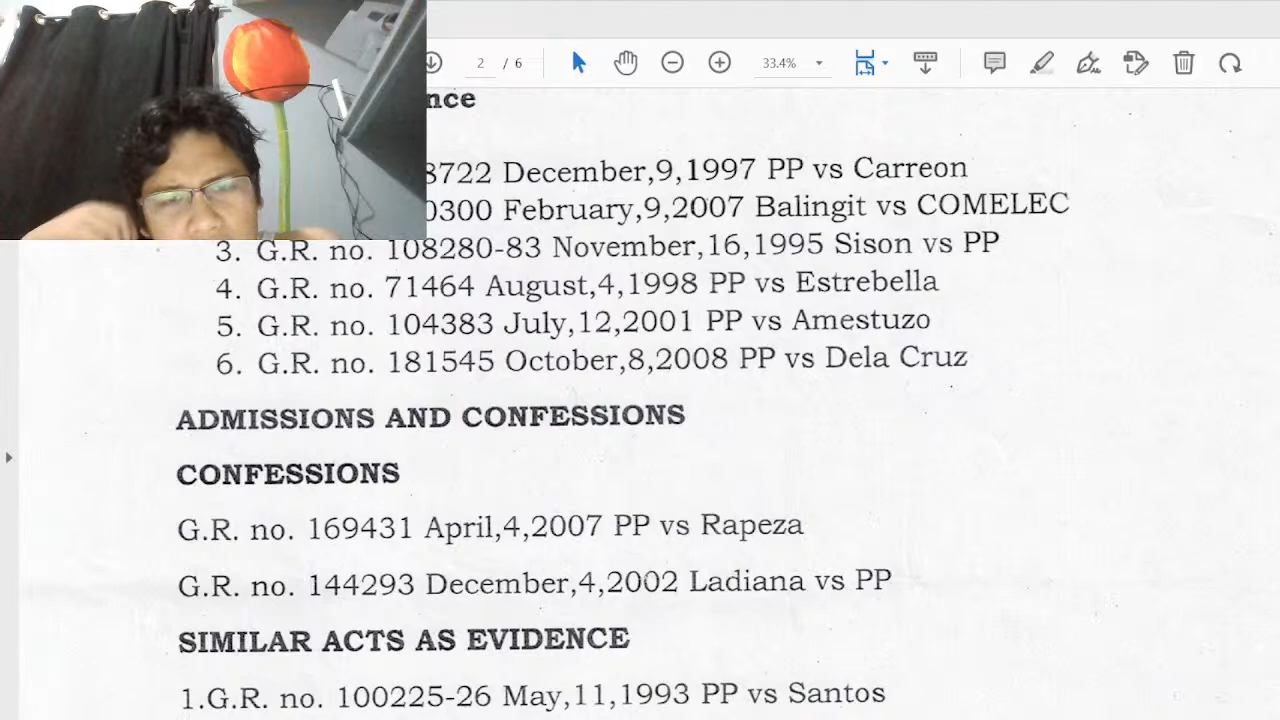 2 / 6
33.4%
nce
8722 December,9,1997 PP vs Carreon
0300 February,9,2007 Balingit vs COMELEC
3. G.R. no. 108280-83 November,16,1995 Sison vs PP
4. G.R. no. 71464 August,4,1998 PP vs Estrebella
5. G.R. no. 104383 July,12,2001 PP vs Amestuzo
6. G.R. no. 181545 October,8,2008 PP vs Dela Cruz
ADMISSIONS AND CONFESSIONS
CONFESSIONS
G.R. no. 169431 April,4,2007 PP vs Rapeza
G.R. no. 144293 December,4,2002 Ladiana vs PP
SIMILAR ACTS AS EVIDENCE
1.G.R. no. 100225-26 May,11,1993 PP vs Santos